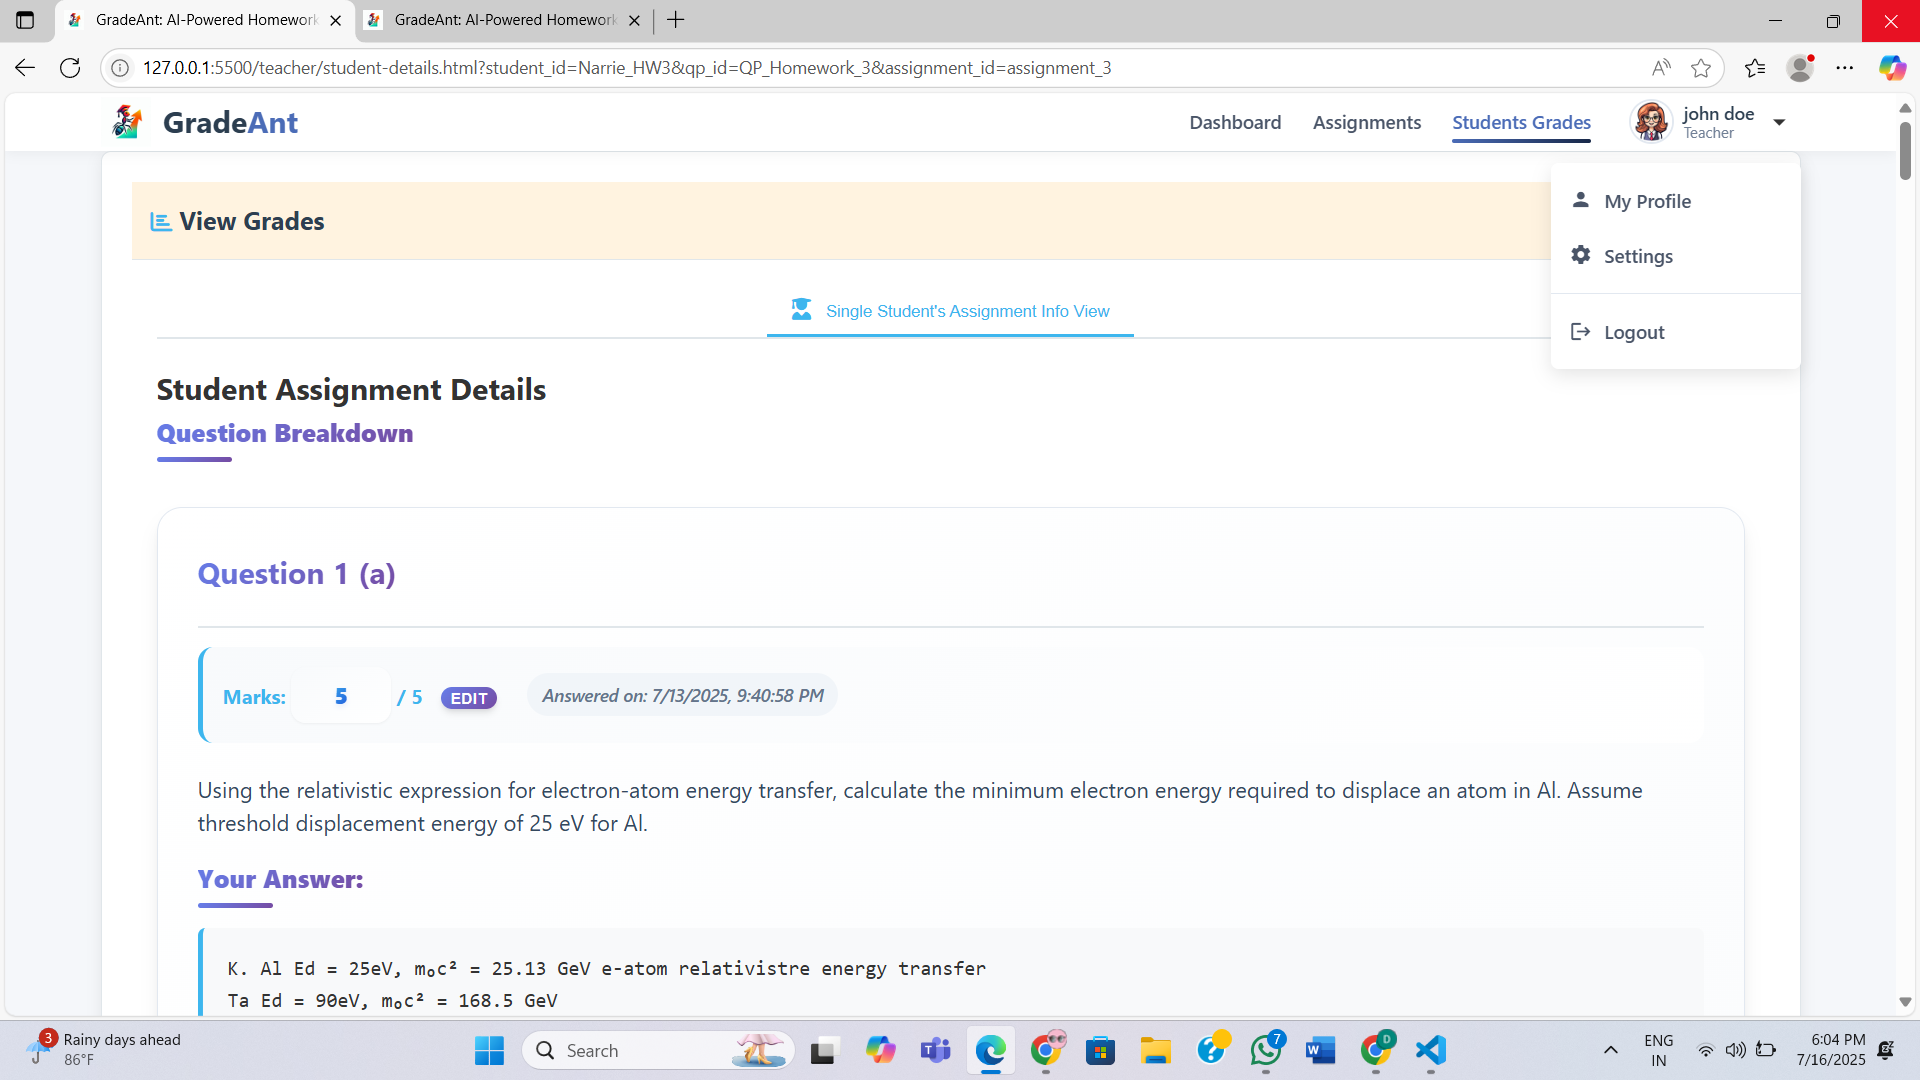 GradeAnt: AI-Powered Homework
GradeAnt: AI-Powered Homework
127.0.0.1:5500/teacher/student-details.html?student_id=Narrie_HW3&qp_id=QP_Homework_3&assignment_id=assignment_3
GradeAnt
Dashboard
Assignments
Students Grades
john doe
Teacher
My Profile
Settings
Logout
View Grades
Single Student's Assignment Info View
Student Assignment Details
Question Breakdown
Question 1 (a)
Marks: 5 / 5 EDIT Answered on: 7/13/2025, 9:40:58 PM
Using the relativistic expression for electron-atom energy transfer, calculate the minimum electron energy required to displace an atom in Al. Assume
threshold displacement energy of 25 eV for Al.
Your Answer:
K. Al Ed = 25eV, m₀c² = 25.13 GeV e-atom relativistre energy transfer
Ta Ed = 90eV, m₀c² = 168.5 GeV
3
Rainy days ahead
86°F
Search
7
D
ENG
IN
6:04 PM
7/16/2025